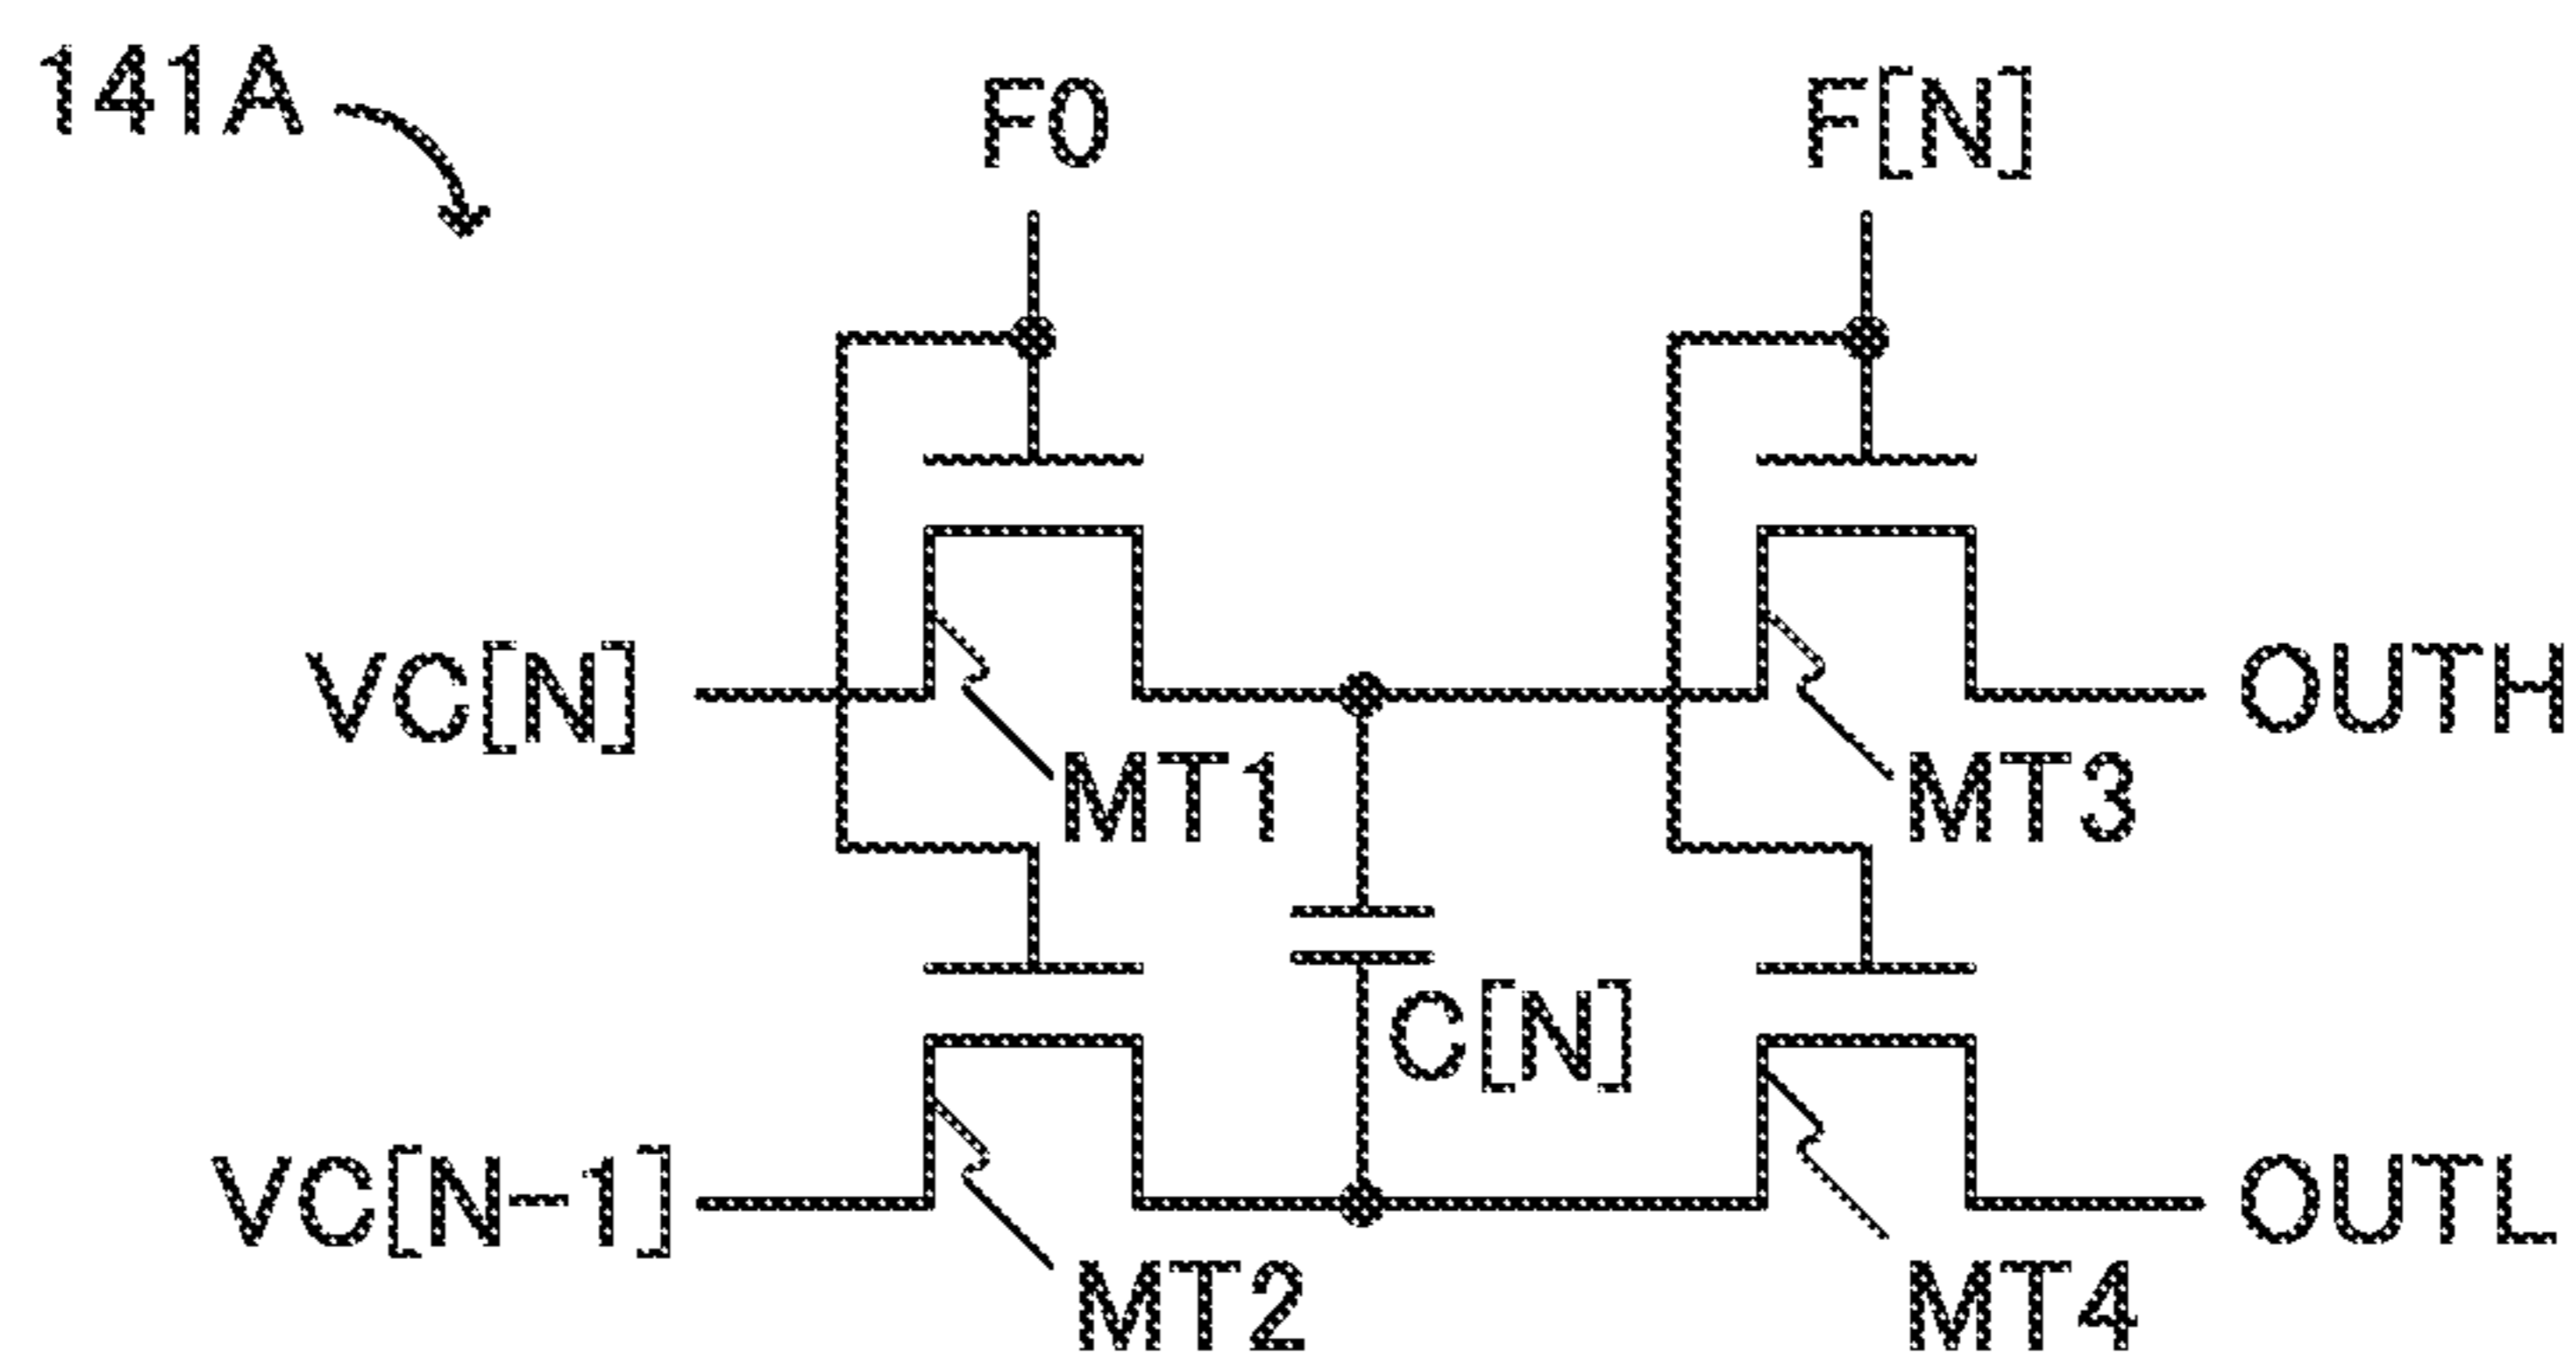 141A
F0
F[N]
VC[N]
OUTH
MT1
MT3
C[N]
VC[N-1]
OUTL
MT2
MT4